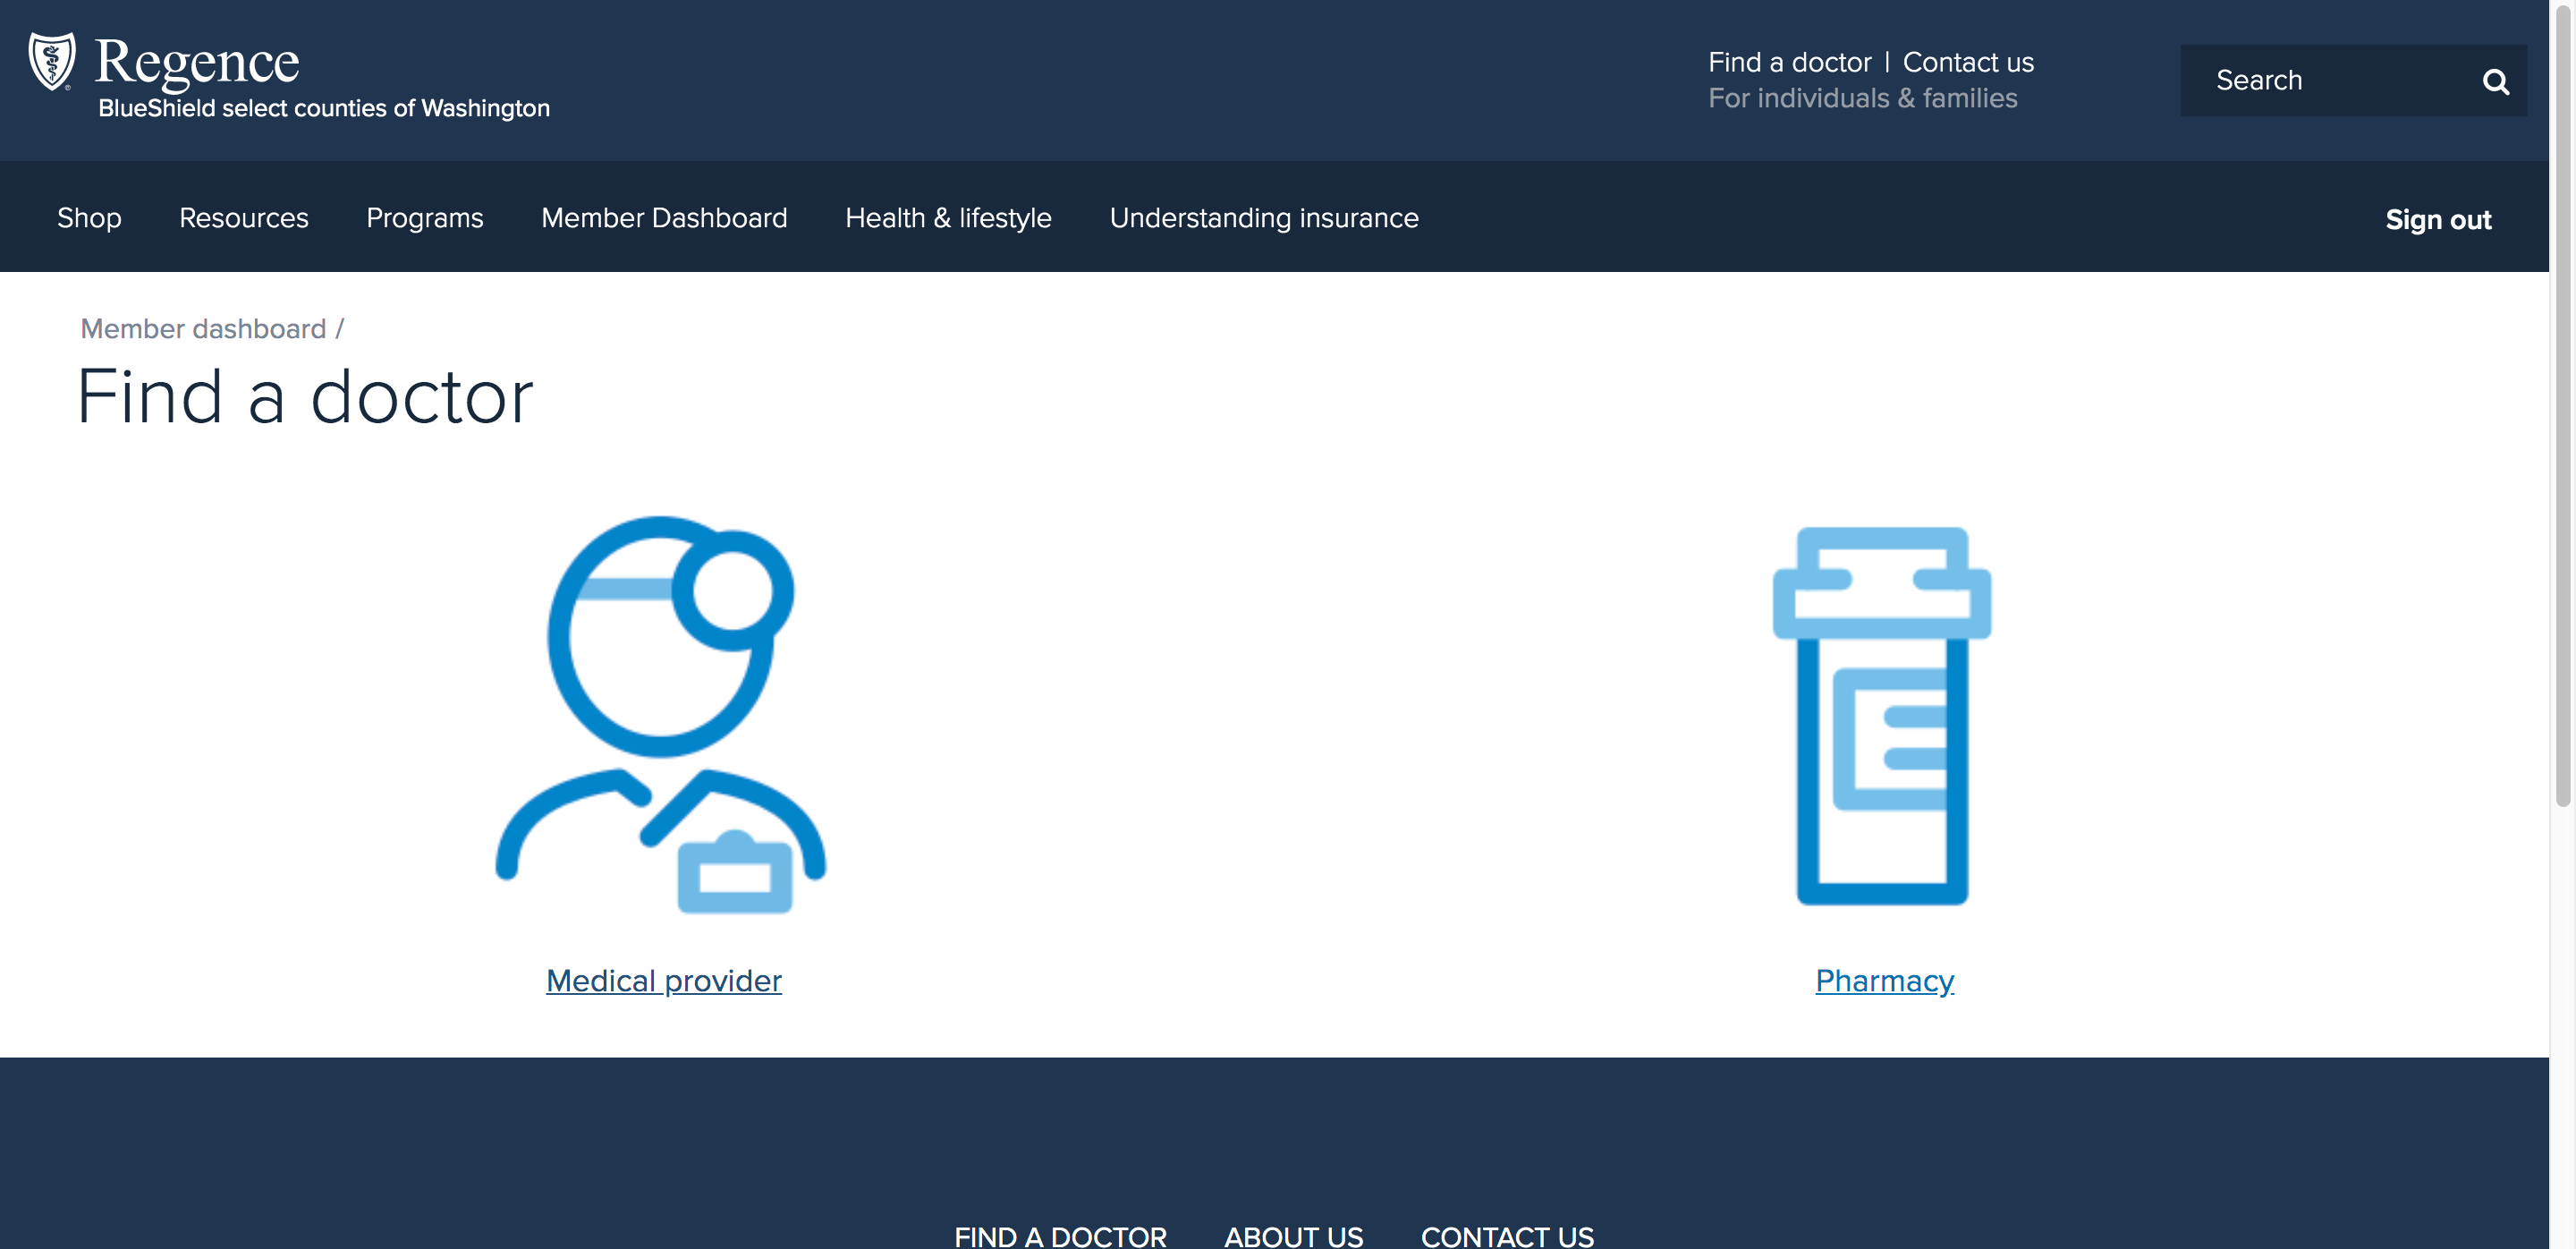 Regence
BlueShield select counties of Washington
Find a doctor | Contact us
For individuals & families
Search
Shop Resources Programs Member Dashboard Health & lifestyle Understanding insurance Sign out
Member dashboard /
Find a doctor
Medical provider Pharmacy
FIND A DOCTOR ABOUT US CONTACT US